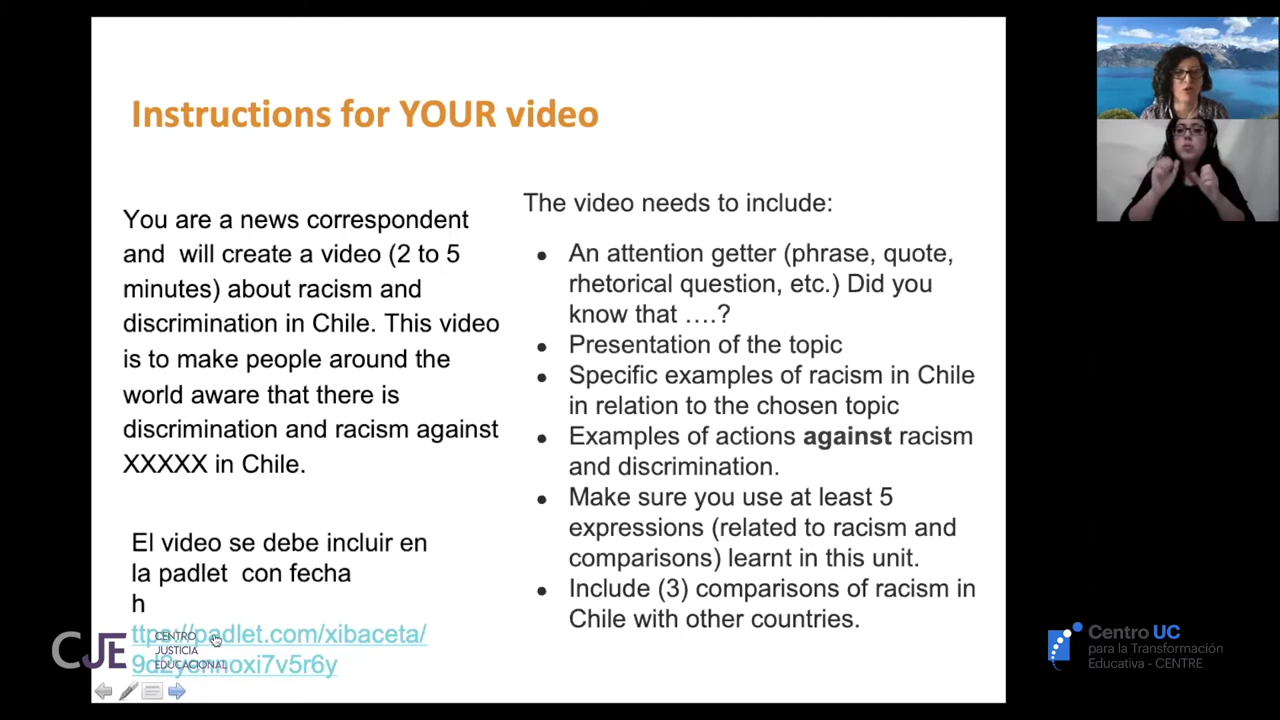 Instructions for YOUR video
You are a news correspondent
and will create a video (2 to 5
minutes) about racism and
discrimination in Chile. This video
is to make people around the
world aware that there is
discrimination and racism against
XXXXX in Chile.
El video se debe incluir en
la padlet con fecha
h
ttps://padlet.com/xibaceta/
The video needs to include:
● An attention getter (phrase, quote,
rhetorical question, etc.) Did you
know that ….?
● Presentation of the topic
● Specific examples of racism in Chile
in relation to the chosen topic
● Examples of actions against racism
and discrimination.
● Make sure you use at least 5
expressions (related to racism and
comparisons) learnt in this unit.
● Include (3) comparisons of racism in
Chile with other countries.
CJE CENTRO
JUSTICIA
EDUCACIONAL
Centro UC
para la Transformación
Educativa - CENTRE